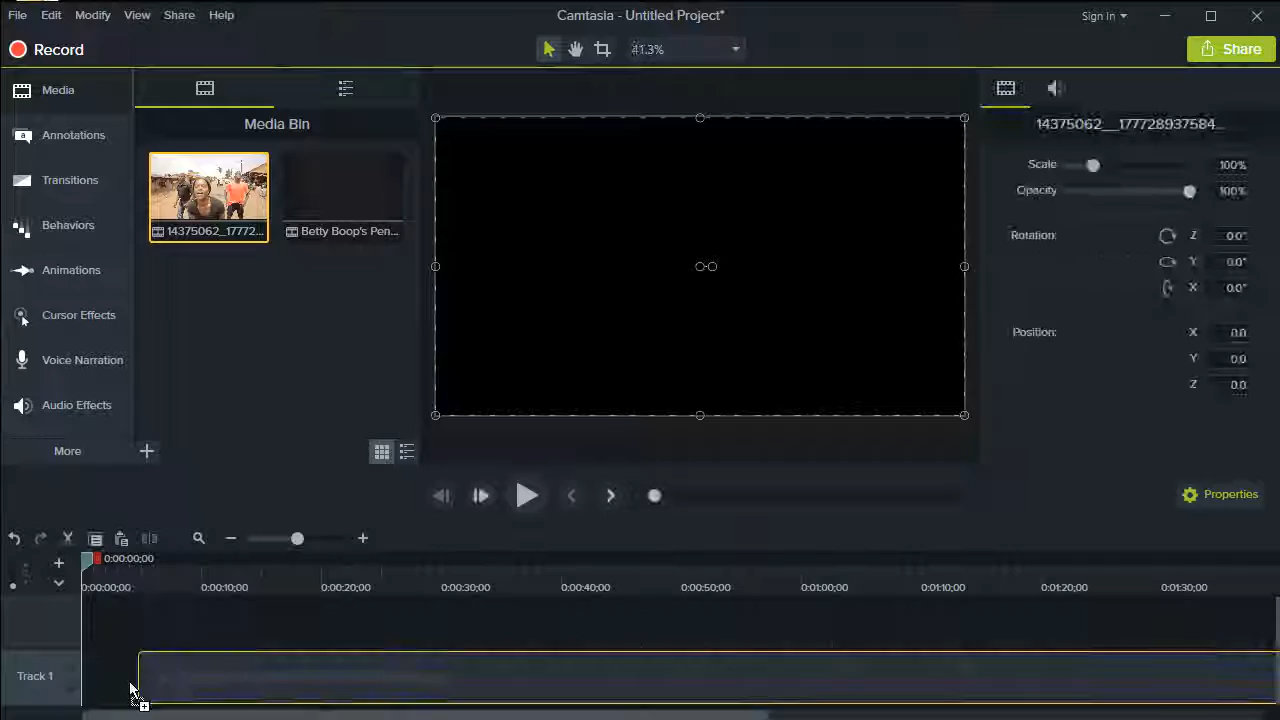 File Edit Modify View Share Help
Camtasia - Untitled Project*
Sign In
Record
41.3%
Share
Media
Annotations
Transitions
Behaviors
Animations
Cursor Effects
Voice Narration
Audio Effects
More
Media Bin
14375062_17772...
Betty Boop's Pen...
14375062__177728937584...
Scale 100%
Opacity 100%
Rotation: Z 0.0°
Y 0.0°
X 0.0°
Position: X 0.0
Y 0.0
Z 0.0
Properties
0:00:00;00
0:00:00;00 0:00:10;00 0:00:20;00 0:00:30;00 0:00:40;00 0:00:50;00 0:01:00;00 0:01:10;00 0:01:20;00 0:01:30;00
Track 1